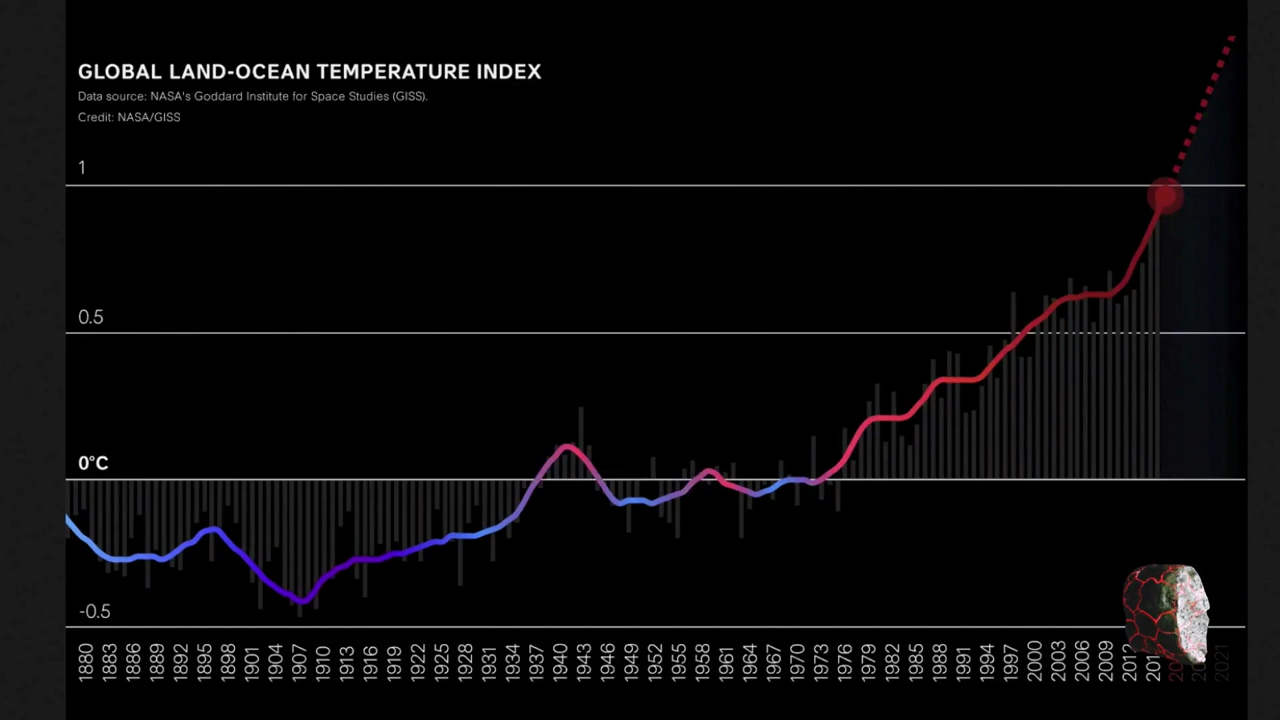 GLOBAL LAND-OCEAN TEMPERATURE INDEX
Data source: NASA's Goddard Institute for Space Studies (GISS).
Credit: NASA/GISS
1
0.5
0°C
-0.5
1880 1883 1886 1889 1892 1895 1898 1901 1904 1907 1910 1913 1916 1919 1922 1925 1928 1931 1934 1937 1940 1943 1946 1949 1952 1955 1958 1961 1964 1967 1970 1973 1976 1979 1982 1985 1988 1991 1994 1997 2000 2003 2006 2009 2012 2021